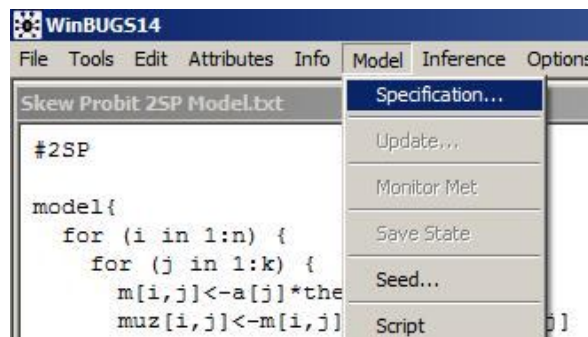 WinBUGS14
File Tools Edit Attributes Info Model Inference Options
Skew Probit 2SP Model.txt
Specification...
Update...
Monitor Met
Save State
Seed...
Script
#2SP
model{
for (i in 1:n) {
for (j in 1:k) {
m[i,j]<-a[j]*the
muz[i,j]<-m[i,j] j]